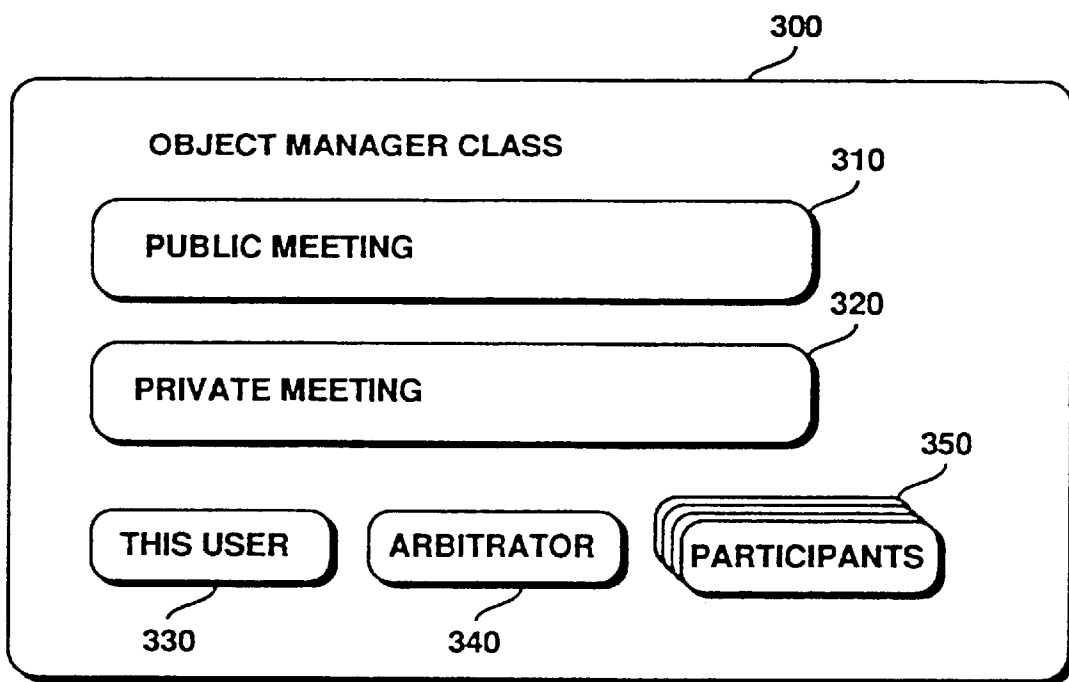 300
OBJECT MANAGER CLASS
310
PUBLIC MEETING
320
PRIVATE MEETING
350
THIS USER
ARBITRATOR
PARTICIPANTS
330
340